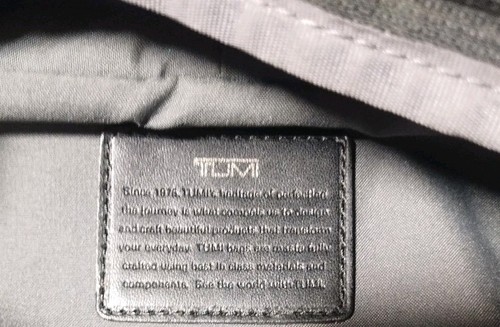 TUMI
Since 1975, TUMI's heritage of perfecting
the journey is what compels us to design
and craft beautiful products that transform
your everyday. TUMI are
crafted using best in class materials and
components. See the world with TUMI.